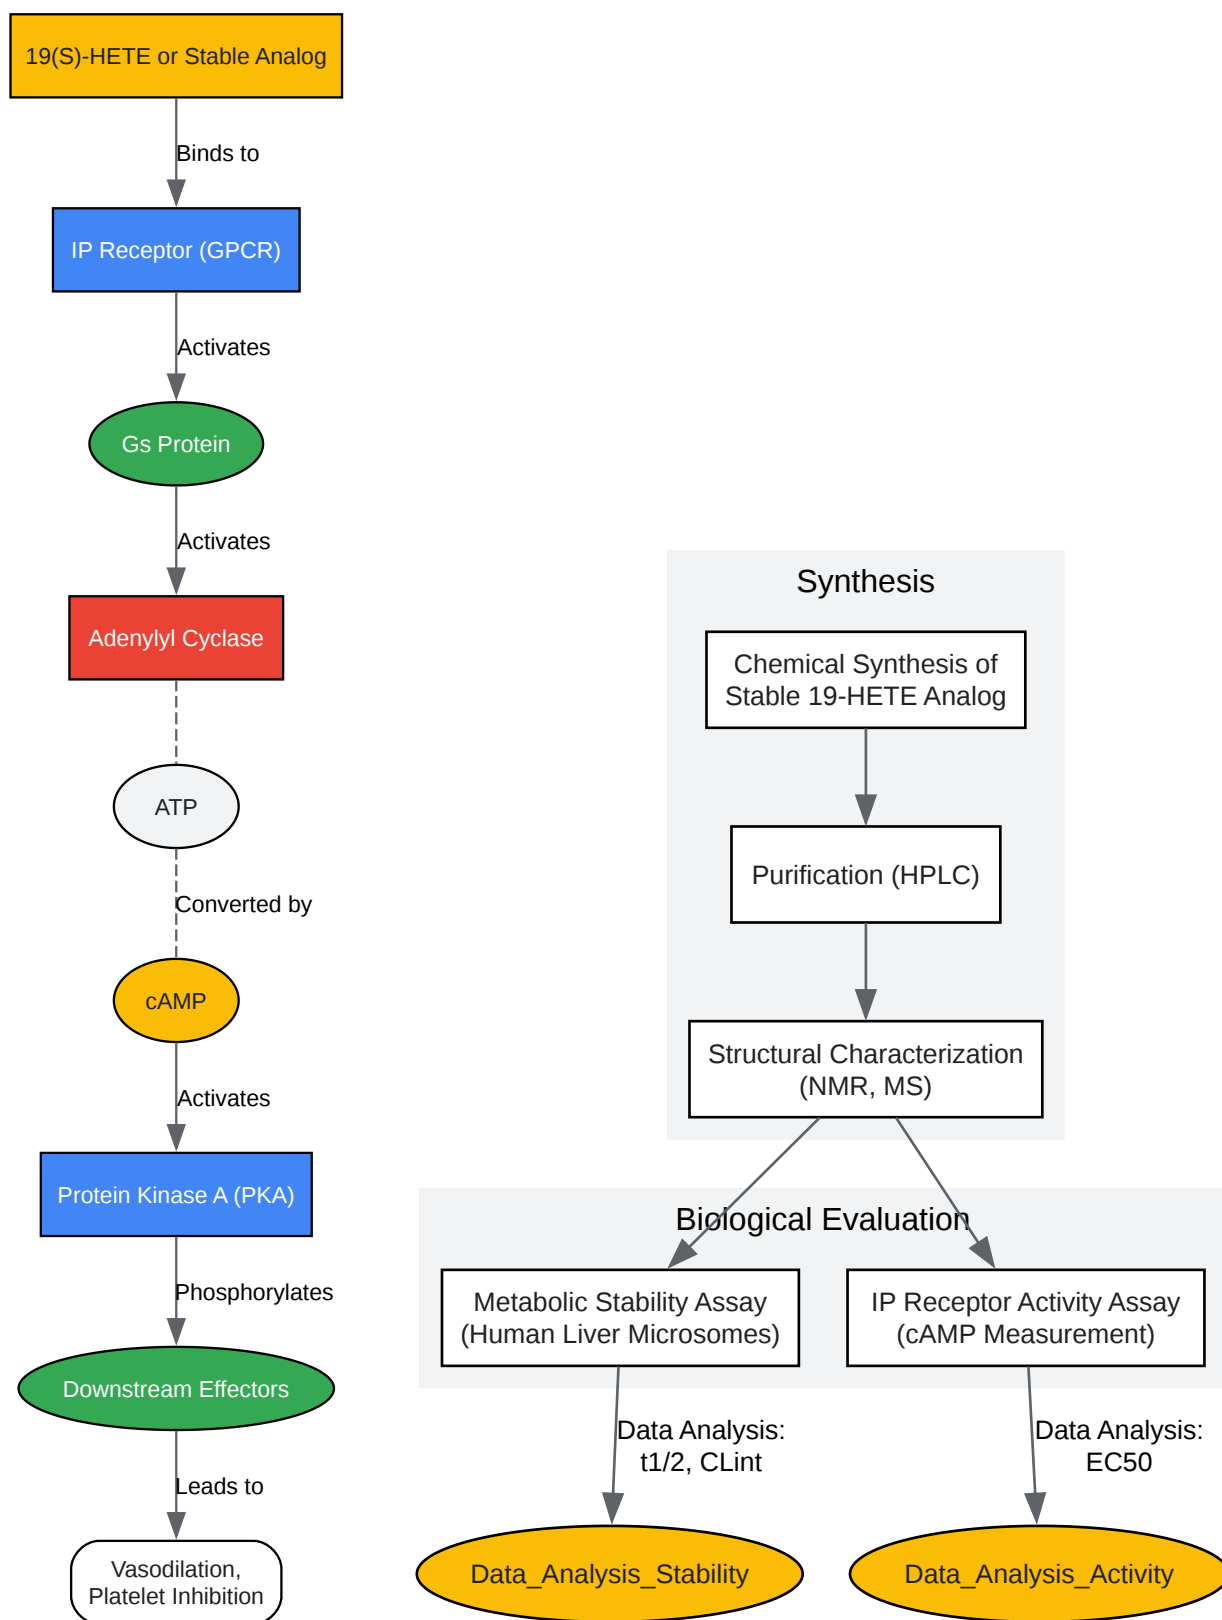 19(S)-HETE or Stable Analog
Binds to
IP Receptor (GPCR)
Activates
Gs Protein
Activates
Adenylyl Cyclase
ATP
Converted by
cAMP
Activates
Protein Kinase A (PKA)
Phosphorylates
Downstream Effectors
Leads to
Vasodilation,
Platelet Inhibition
Synthesis
Chemical Synthesis of
Stable 19-HETE Analog
Purification (HPLC)
Structural Characterization
(NMR, MS)
Biological Evaluation
Metabolic Stability Assay
(Human Liver Microsomes)
IP Receptor Activity Assay
(cAMP Measurement)
Data Analysis:
t1/2, CLint
Data Analysis:
EC50
Data_Analysis_Stability
Data_Analysis_Activity